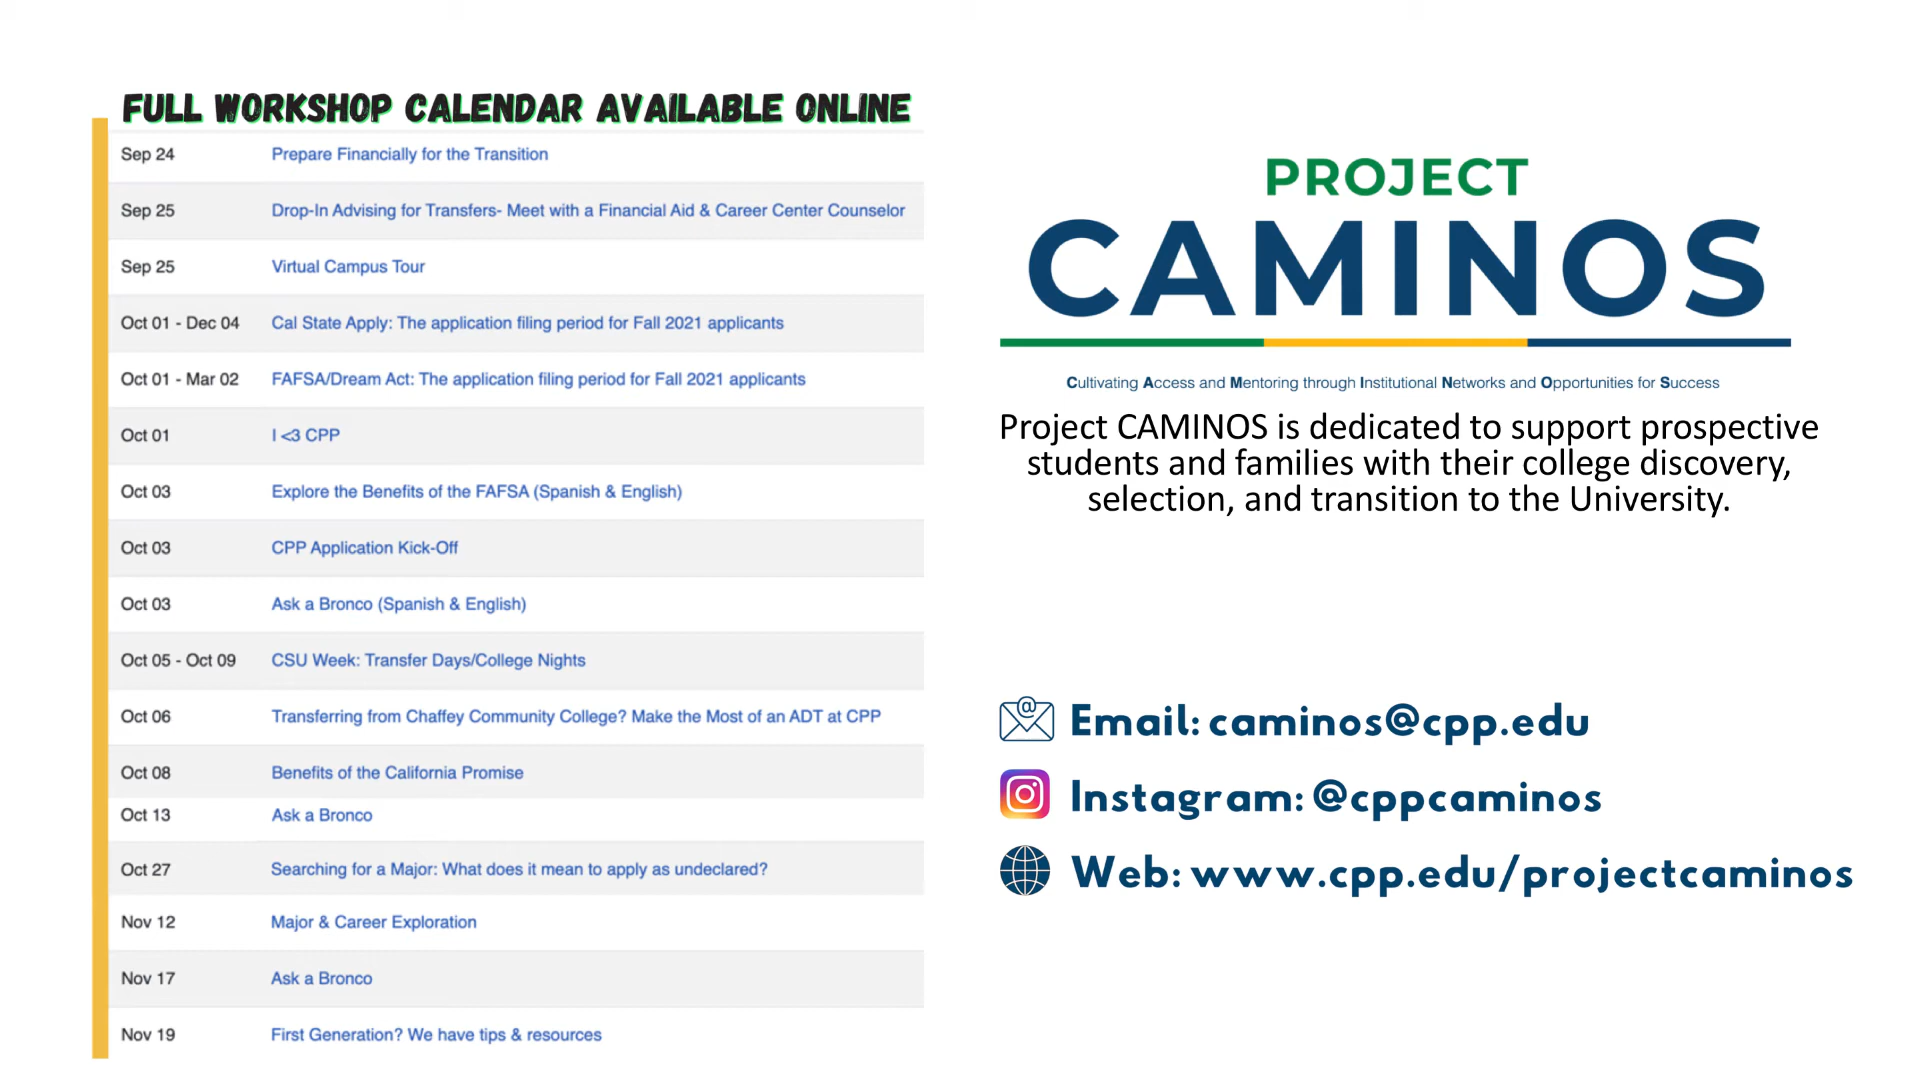 FULL WORKSHOP CALENDAR AVAILABLE ONLINE
Sep 24 Prepare Financially for the Transition
Sep 25 Drop-In Advising for Transfers- Meet with a Financial Aid & Career Center Counselor
Sep 25 Virtual Campus Tour
Oct 01 - Dec 04 Cal State Apply: The application filing period for Fall 2021 applicants
Oct 01 - Mar 02 FAFSA/Dream Act: The application filing period for Fall 2021 applicants
Oct 01 I <3 CPP
Oct 03 Explore the Benefits of the FAFSA (Spanish & English)
Oct 03 CPP Application Kick-Off
Oct 03 Ask a Bronco (Spanish & English)
Oct 05 - Oct 09 CSU Week: Transfer Days/College Nights
Oct 06 Transferring from Chaffey Community College? Make the Most of an ADT at CPP
Oct 08 Benefits of the California Promise
Oct 13 Ask a Bronco
Oct 27 Searching for a Major: What does it mean to apply as undeclared?
Nov 12 Major & Career Exploration
Nov 17 Ask a Bronco
Nov 19 First Generation? We have tips & resources
PROJECT
CAMINOS
Cultivating Access and Mentoring through Institutional Networks and Opportunities for Success
Project CAMINOS is dedicated to support prospective
students and families with their college discovery,
selection, and transition to the University.
Email: caminos@cpp.edu
Instagram: @cppcaminos
Web: www.cpp.edu/projectcaminos